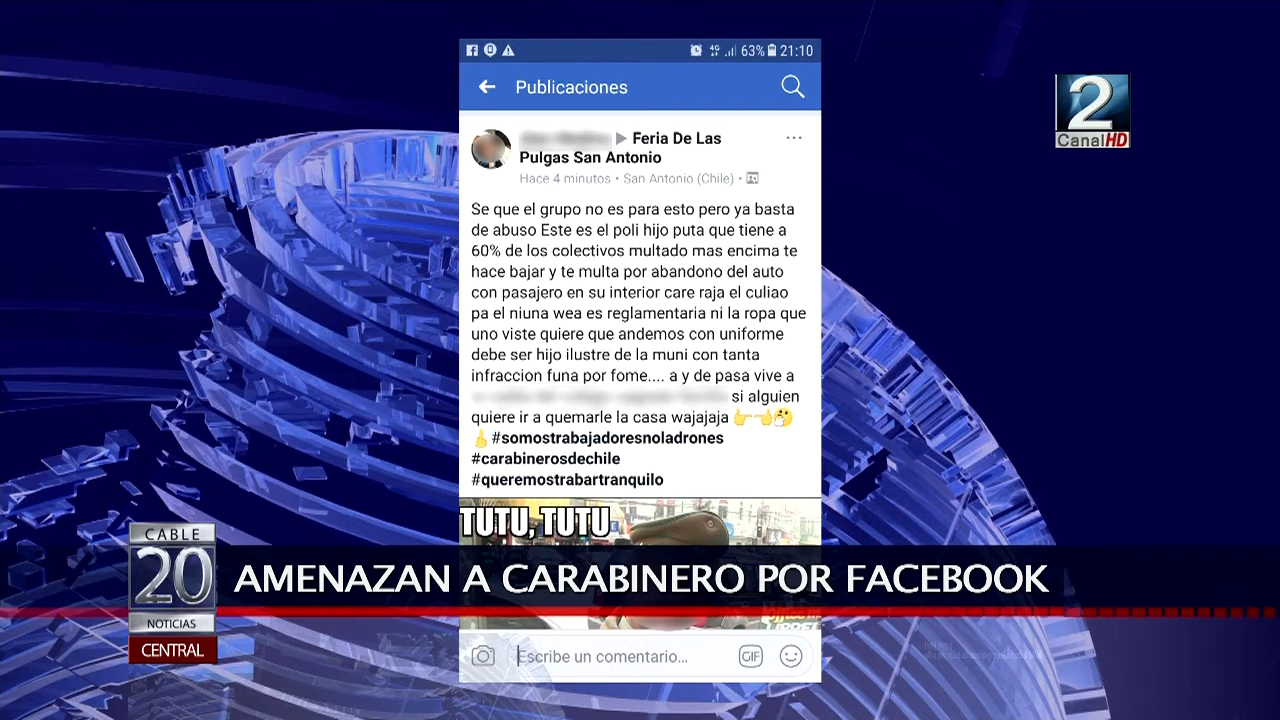 63% 21:10
Publicaciones
Feria De Las
Pulgas San Antonio
Hace 4 minutos • San Antonio (Chile) •
Se que el grupo no es para esto pero ya basta
de abuso Este es el poli hijo puta que tiene a
60% de los colectivos multado mas encima te
hace bajar y te multa por abandono del auto
con pasajero en su interior care raja el culiao
pa el niuna wea es reglamentaria ni la ropa que
uno viste quiere que andemos con uniforme
debe ser hijo ilustre de la muni con tanta
infraccion funa por fome.... a y de pasa vive a
si alguien
quiere ir a quemarle la casa wajajaja 👉👈🤔
🖕#somostrabajadoresnoladrones
#carabinerosdechile
#queremostrabartranquilo
TUTU, TUTU
Escribe un comentario...
GIF
2
CanalHD
CABLE
20
NOTICIAS
CENTRAL
AMENAZAN A CARABINERO POR FACEBOOK